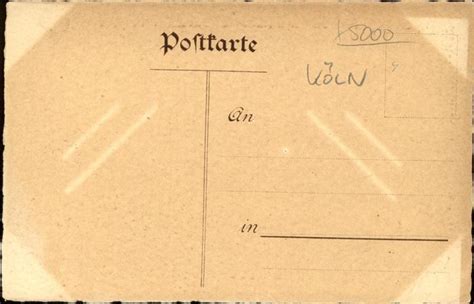 5000
Postkarte
KÖLN
An
in